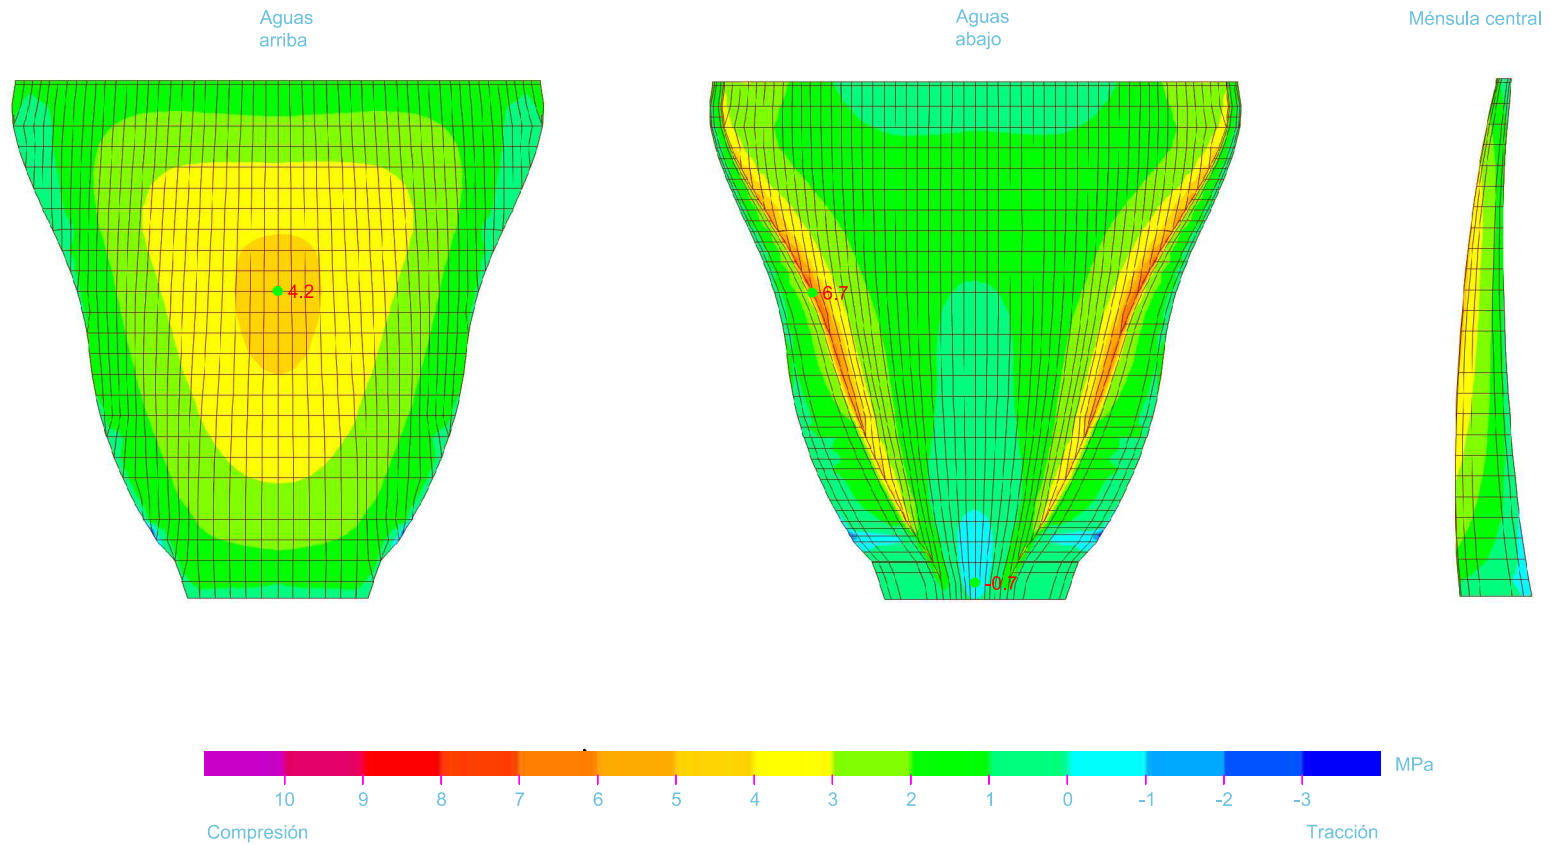 Aguas
arriba
Aguas
abajo
Ménsula central
4.2
6.7
-0.7
MPa
10 9 8 7 6 5 4 3 2 1 0 -1 -2 -3
Compresión
Tracción